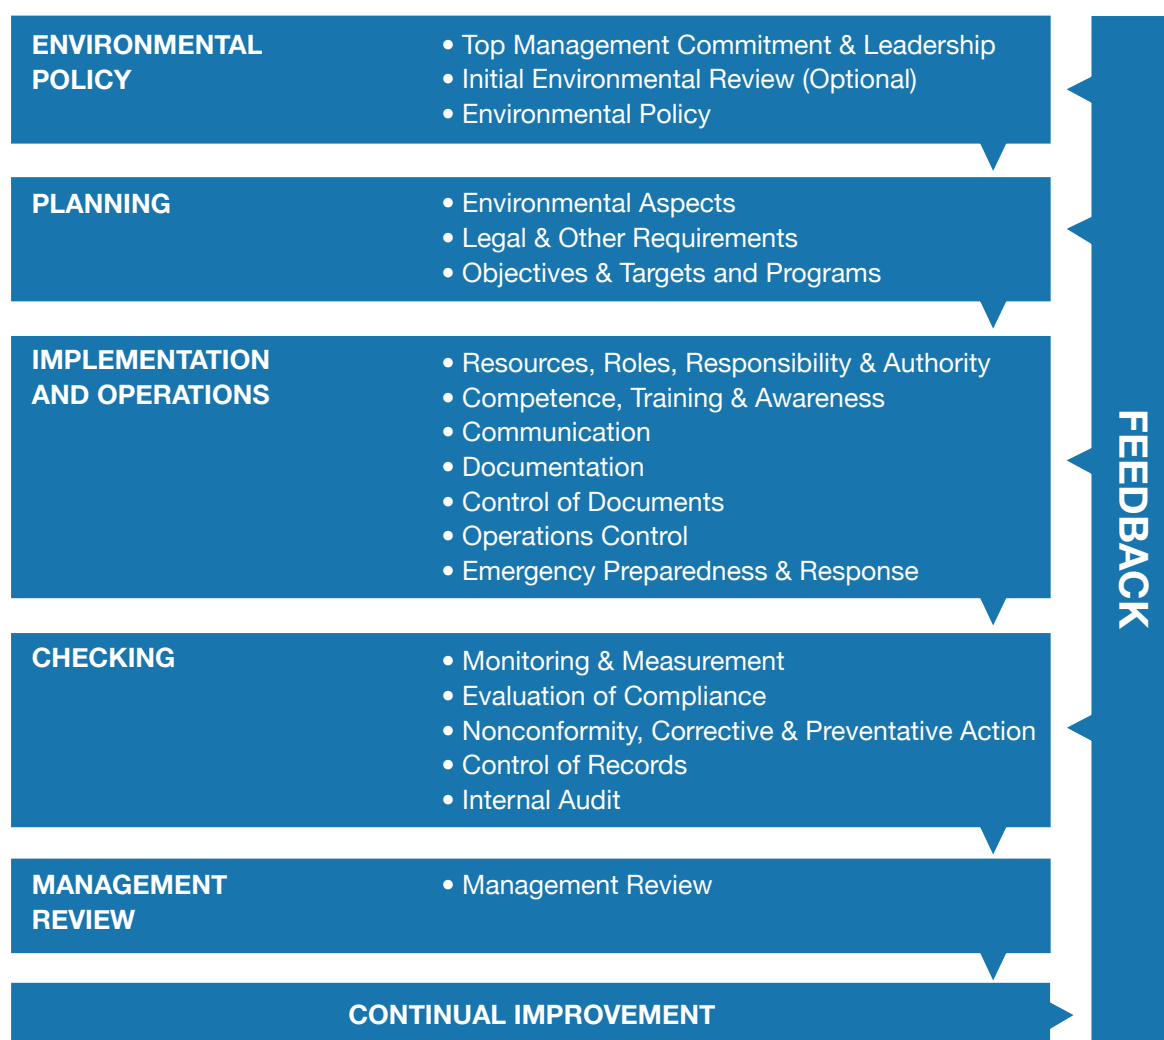 ENVIRONMENTAL
POLICY
• Top Management Commitment & Leadership
• Initial Environmental Review (Optional)
• Environmental Policy
PLANNING
• Environmental Aspects
• Legal & Other Requirements
• Objectives & Targets and Programs
IMPLEMENTATION
AND OPERATIONS
• Resources, Roles, Responsibility & Authority
• Competence, Training & Awareness
• Communication
• Documentation
• Control of Documents
• Operations Control
• Emergency Preparedness & Response
CHECKING
• Monitoring & Measurement
• Evaluation of Compliance
• Nonconformity, Corrective & Preventative Action
• Control of Records
• Internal Audit
MANAGEMENT
REVIEW
• Management Review
CONTINUAL IMPROVEMENT
FEEDBACK